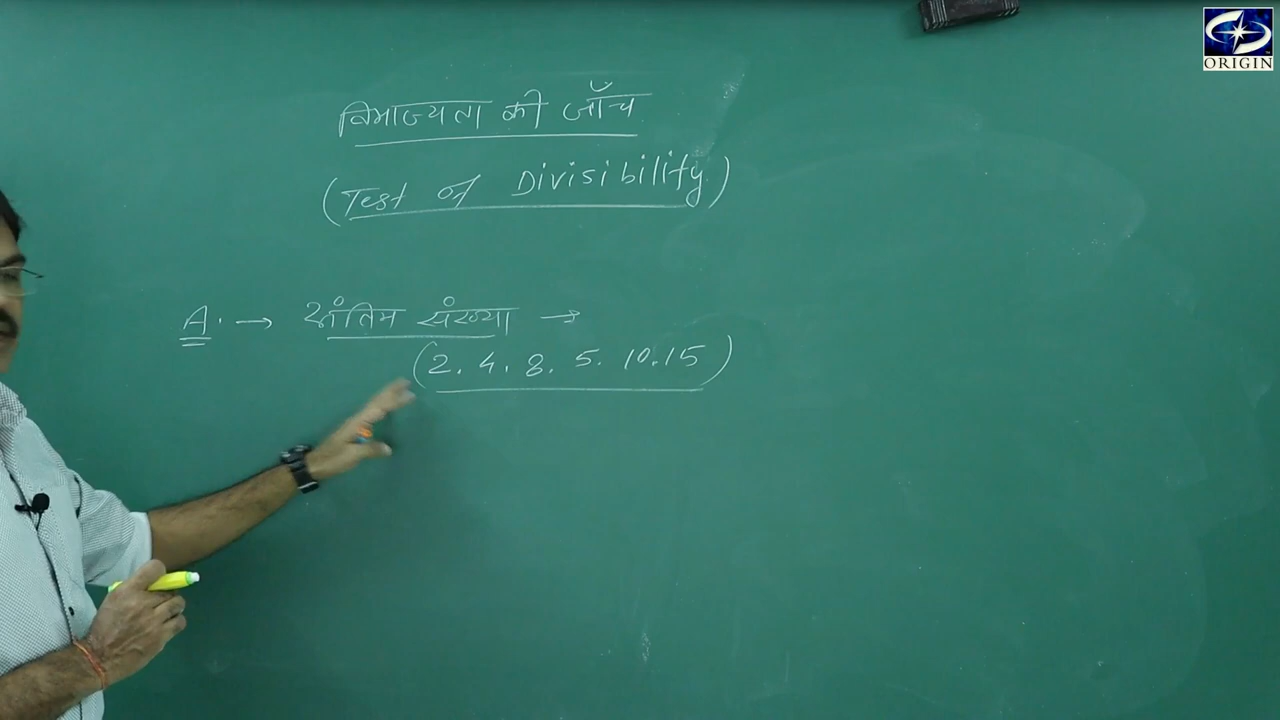 विभाज्यता की जाँच
(Test of Divisibility)
A. → अंतिम संख्या →
(2. 4. 8. 5. 10. 15)
ORIGIN